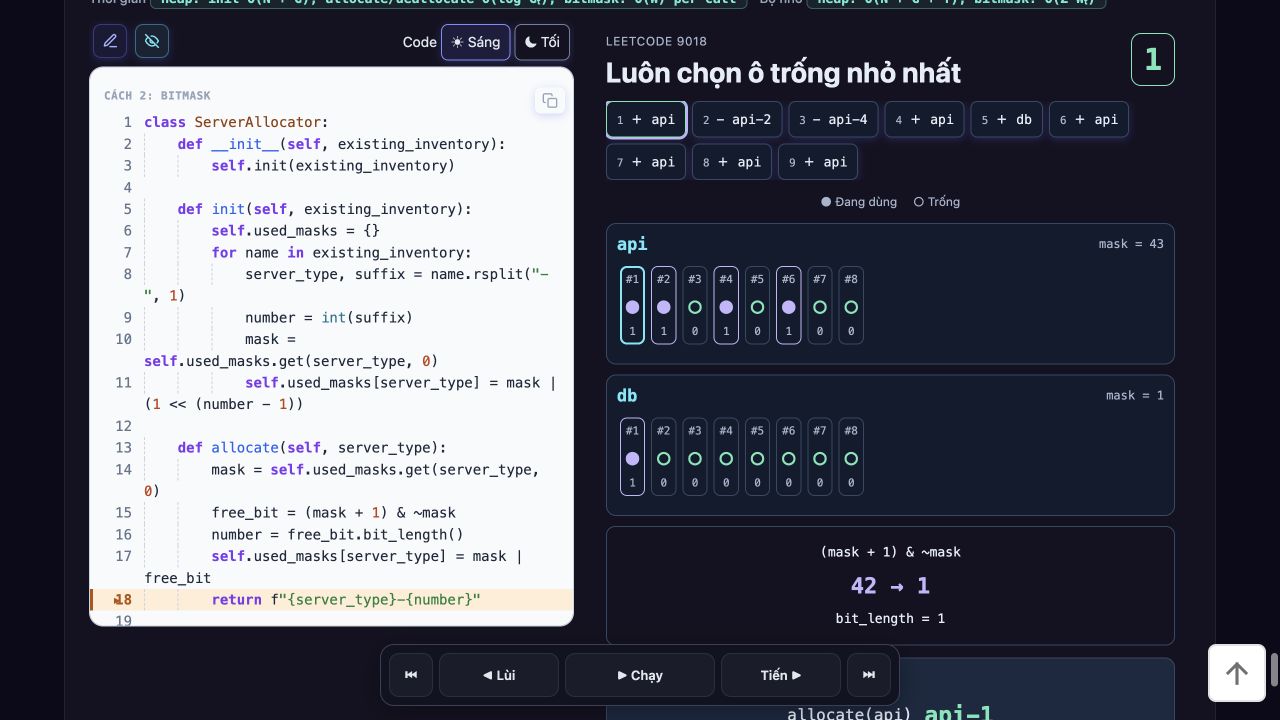 Code ☀ Sáng ⏾ Tối
CÁCH 2: BITMASK
1 class ServerAllocator:
2 def __init__(self, existing_inventory):
3 self.init(existing_inventory)
4
5 def init(self, existing_inventory):
6 self.used_masks = {}
7 for name in existing_inventory:
8 server_type, suffix = name.rsplit("-
", 1)
9 number = int(suffix)
10 mask =
self.used_masks.get(server_type, 0)
11 self.used_masks[server_type] = mask |
(1 << (number - 1))
12
13 def allocate(self, server_type):
14 mask = self.used_masks.get(server_type,
0)
15 free_bit = (mask + 1) & ~mask
16 number = free_bit.bit_length()
17 self.used_masks[server_type] = mask |
free_bit
18 return f"{server_type}-{number}"
19
LEETCODE 9018
Luôn chọn ô trống nhỏ nhất
1
1 + api 2 − api-2 3 − api-4 4 + api 5 + db 6 + api
7 + api 8 + api 9 + api
Đang dùng Trống
api mask = 43
#1 #2 #3 #4 #5 #6 #7 #8
1 1 0 1 0 1 0 0
db mask = 1
#1 #2 #3 #4 #5 #6 #7 #8
1 0 0 0 0 0 0 0
(mask + 1) & ~mask
42 → 1
bit_length = 1
allocate(api) api-1
⏮ ◀ Lùi ▶ Chạy Tiến ▶ ⏭